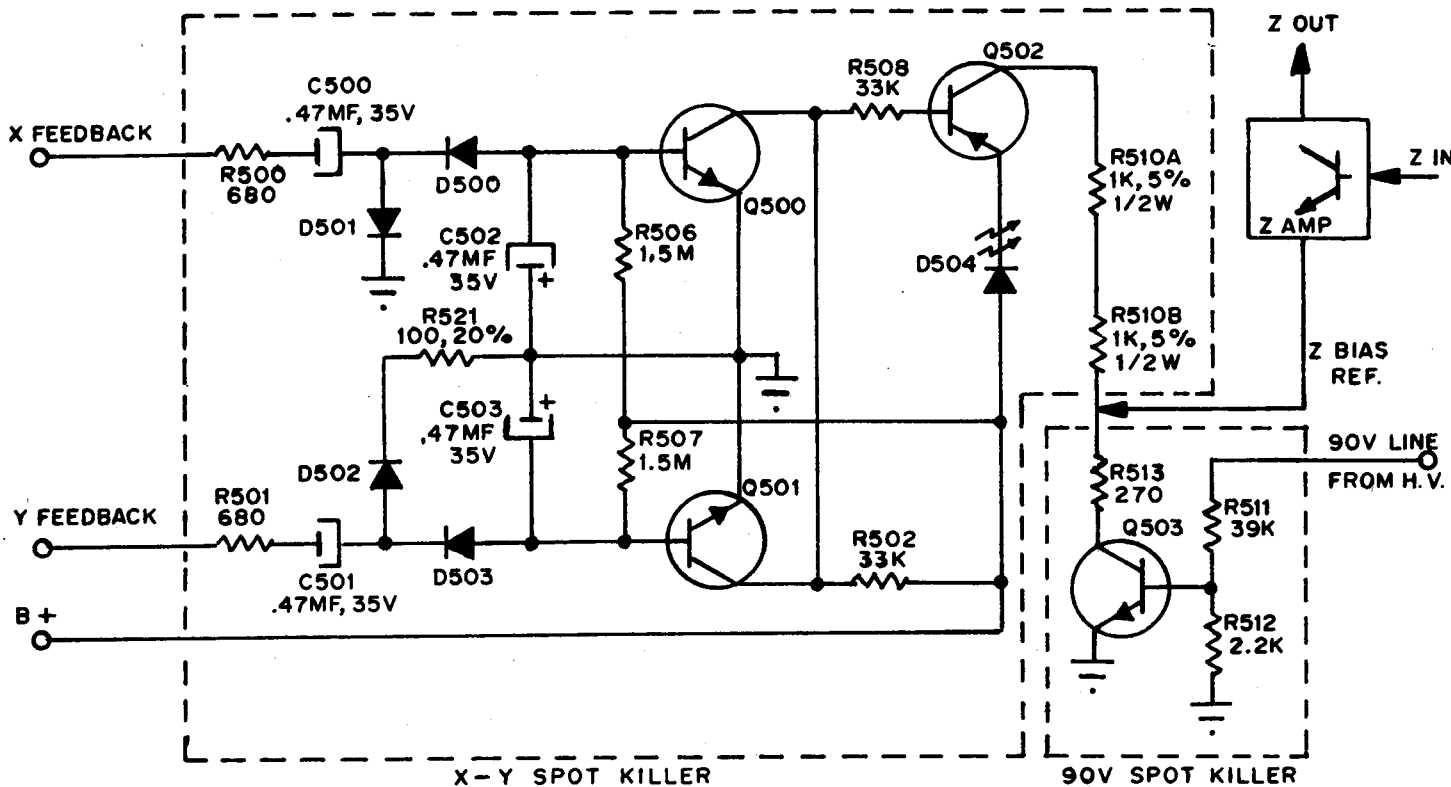 Z OUT
Q502
C500
.47MF, 35V
R508
33K
X FEEDBACK
Z IN
R500
680
D500
Q500
R510A
1K, 5%
1/2W
D501
C502
.47MF
35V
+
R506
1.5M
Z AMP
D504
R521
100, 20%
R510B
1K, 5%
1/2W
Z BIAS
REF.
C503
.47MF
35V
+
R507
1.5M
90V LINE
FROM H.V.
D502
R513
270
R501
680
Q501
R511
39K
Y FEEDBACK
Q503
C501
.47MF, 35V
D503
R502
33K
B +
R512
2.2K
X-Y SPOT KILLER
90V SPOT KILLER